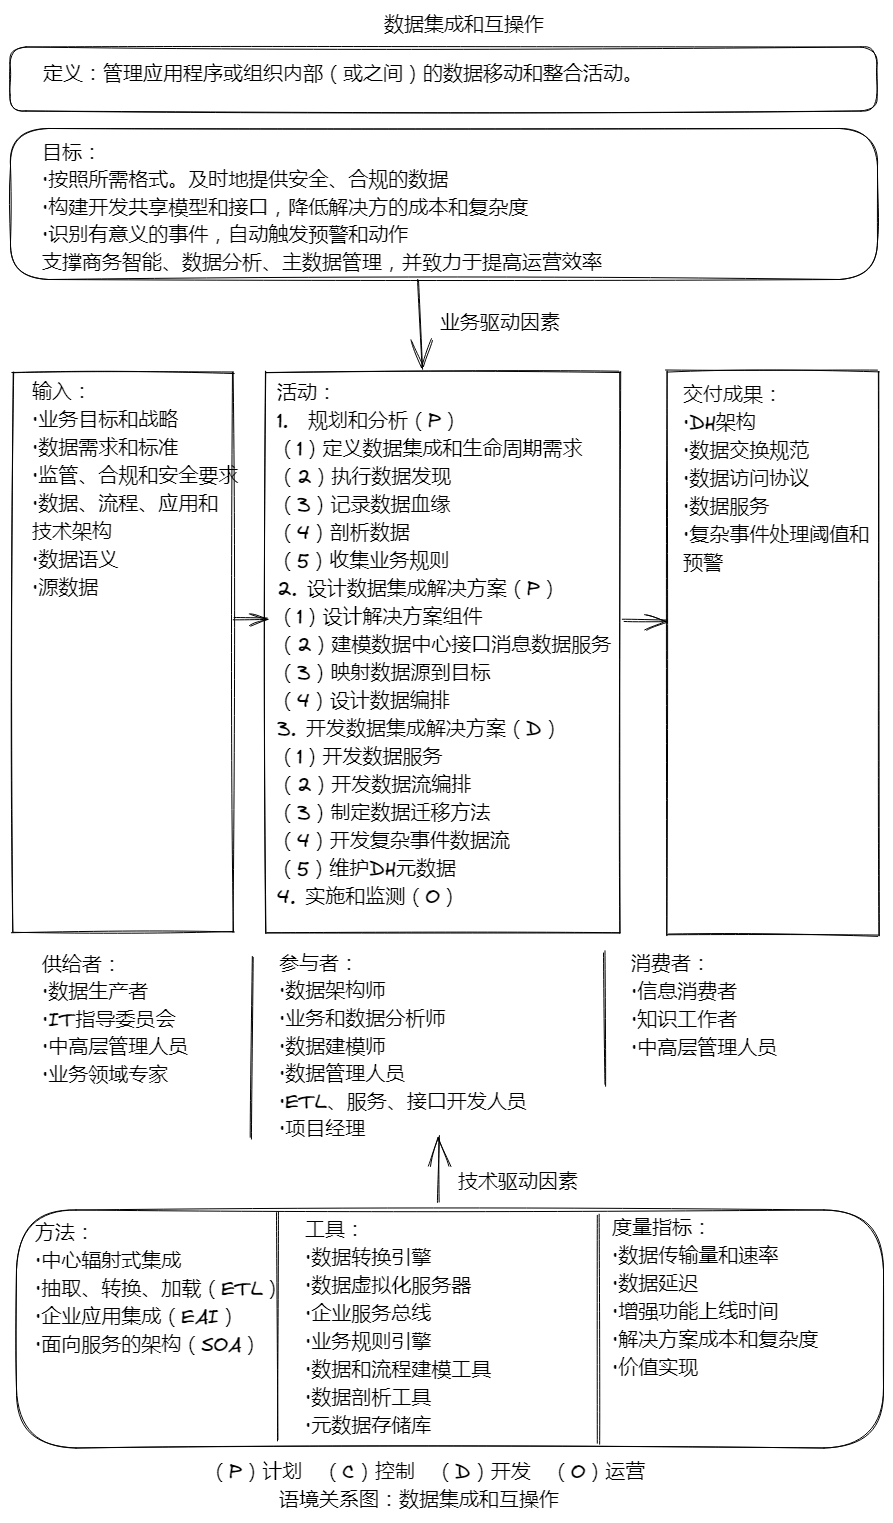 数据集成和互操作
定义：管理应用程序或组织内部（或之间）的数据移动和整合活动。
目标：
·按照所需格式。及时地提供安全、合规的数据
·构建开发共享模型和接口，降低解决方的成本和复杂度
·识别有意义的事件，自动触发预警和动作
支撑商务智能、数据分析、主数据管理，并致力于提高运营效率
业务驱动因素
输入：
·业务目标和战略
·数据需求和标准
·监管、合规和安全要求
·数据、流程、应用和
技术架构
·数据语义
·源数据
活动：
1. 规划和分析（P）
（1）定义数据集成和生命周期需求
（2）执行数据发现
（3）记录数据血缘
（4）剖析数据
（5）收集业务规则
2. 设计数据集成解决方案（P）
（1）设计解决方案组件
（2）建模数据中心接口消息数据服务
（3）映射数据源到目标
（4）设计数据编排
3. 开发数据集成解决方案（D）
（1）开发数据服务
（2）开发数据流编排
（3）制定数据迁移方法
（4）开发复杂事件数据流
（5）维护DH元数据
4. 实施和监测（O）
交付成果：
·DH架构
·数据交换规范
·数据访问协议
·数据服务
·复杂事件处理阈值和
预警
供给者：
·数据生产者
·IT指导委员会
·中高层管理人员
·业务领域专家
参与者：
·数据架构师
·业务和数据分析师
·数据建模师
·数据管理人员
·ETL、服务、接口开发人员
·项目经理
消费者：
·信息消费者
·知识工作者
·中高层管理人员
技术驱动因素
方法：
·中心辐射式集成
·抽取、转换、加载（ETL）
·企业应用集成（EAI）
·面向服务的架构（SOA）
工具：
·数据转换引擎
·数据虚拟化服务器
·企业服务总线
·业务规则引擎
·数据和流程建模工具
·数据剖析工具
·元数据存储库
度量指标：
·数据传输量和速率
·数据延迟
·增强功能上线时间
·解决方案成本和复杂度
·价值实现
（P）计划 （C）控制 （D）开发 （O）运营
语境关系图：数据集成和互操作